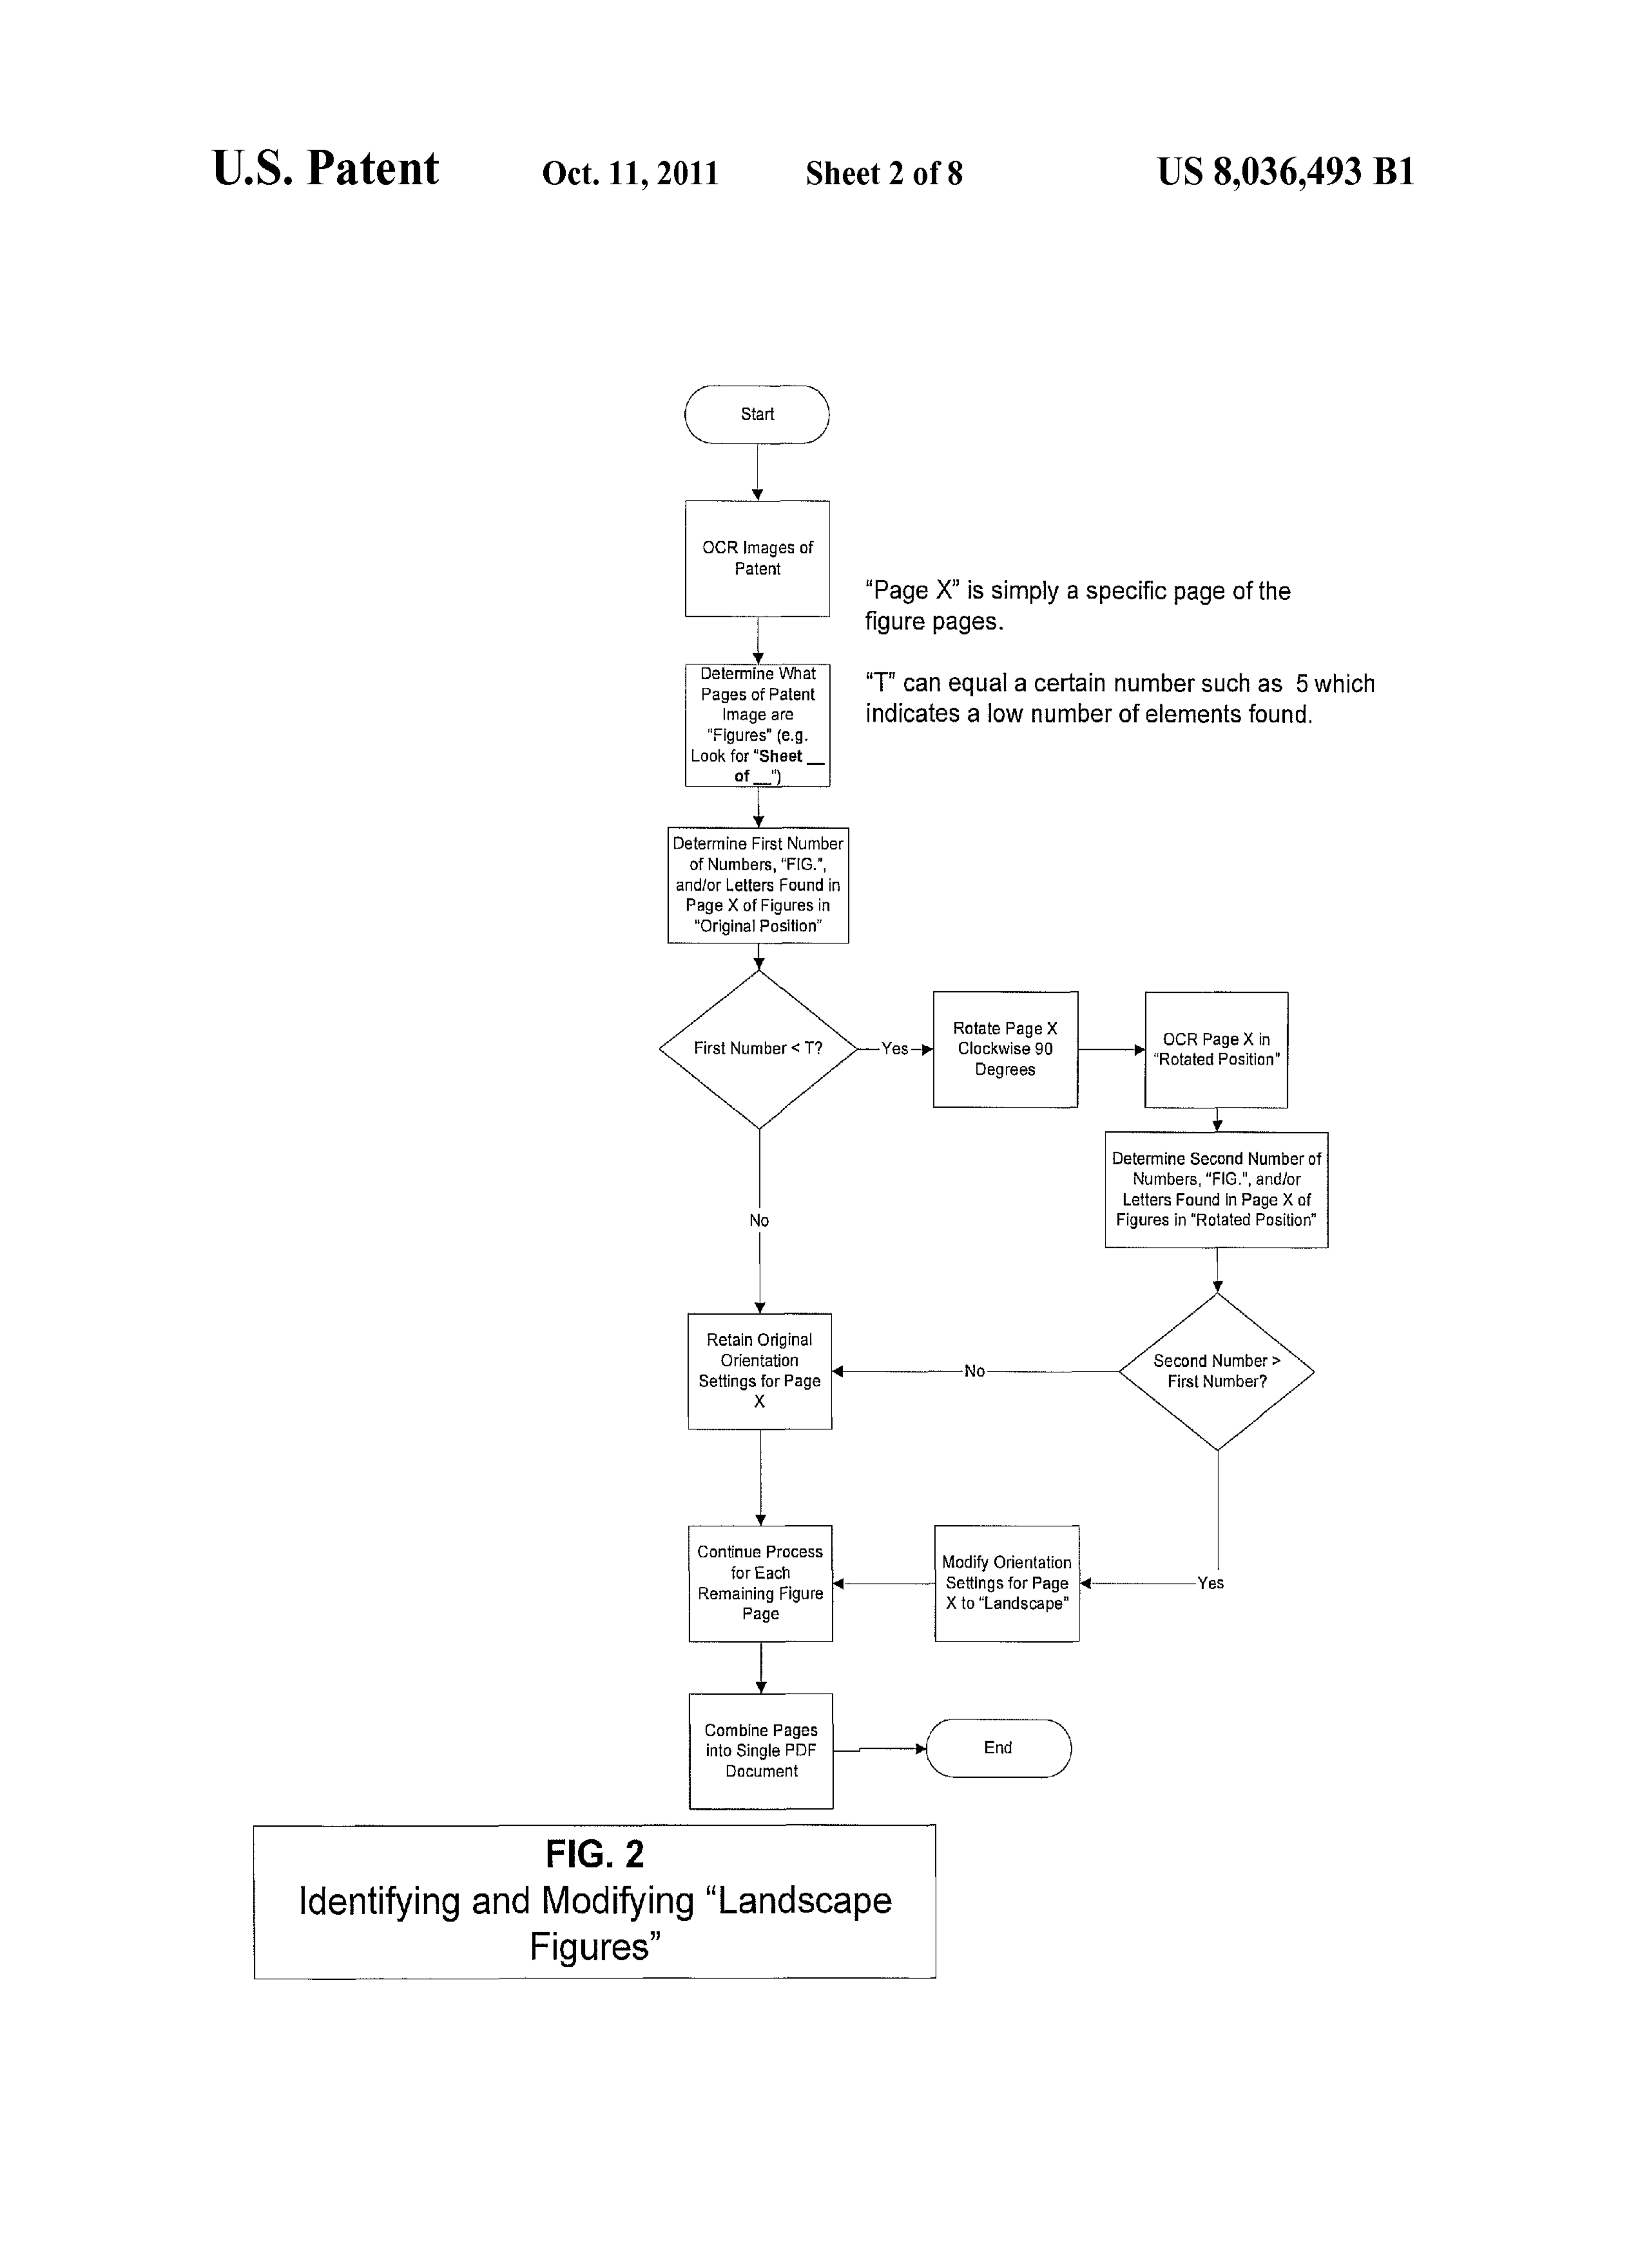 U.S. Patent    Oct. 11, 2011    Sheet 2 of 8    US 8,036,493 B1
Start
OCR Images of
Patent
"Page X" is simply a specific page of the
figure pages.
"T" can equal a certain number such as 5 which
indicates a low number of elements found.
Determine What
Pages of Patent
Image are
"Figures" (e.g.
Look for "Sheet __
of __")
Determine First Number
of Numbers, "FIG.",
and/or Letters Found in
Page X of Figures in
"Original Position"
First Number < T?
Yes
Rotate Page X
Clockwise 90
Degrees
OCR Page X in
"Rotated Position"
Determine Second Number of
Numbers, "FIG.", and/or
Letters Found in Page X of
Figures in "Rotated Position"
No
Retain Original
Orientation
Settings for Page
X
No
Second Number >
First Number?
Continue Process
for Each
Remaining Figure
Page
Modify Orientation
Settings for Page
X to "Landscape"
Yes
Combine Pages
into Single PDF
Document
End
FIG. 2
Identifying and Modifying "Landscape
Figures"